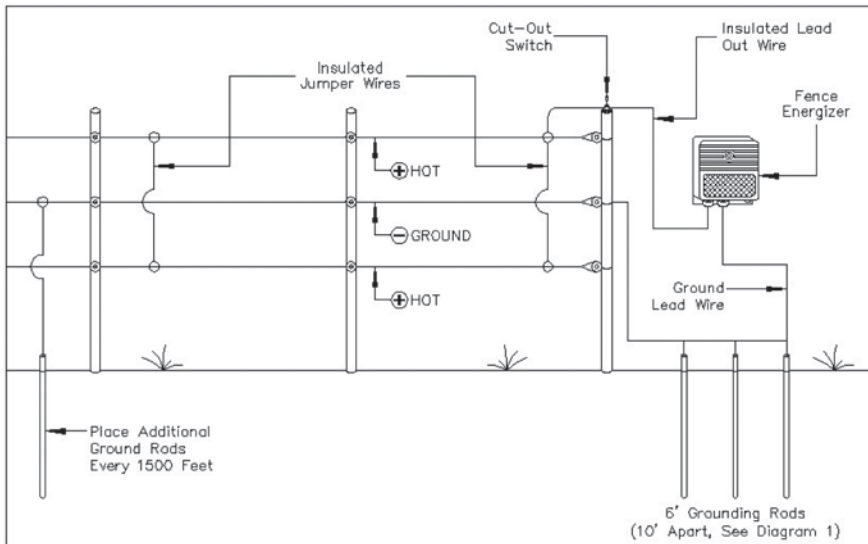 Cut-Out
Switch
Insulated Lead
Out Wire
Insulated
Jumper Wires
Fence
Energizer
+ HOT
- GROUND
+ HOT
Ground
Lead Wire
Place Additional
Ground Rods
Every 1500 Feet
6' Grounding Rods
(10' Apart, See Diagram 1)